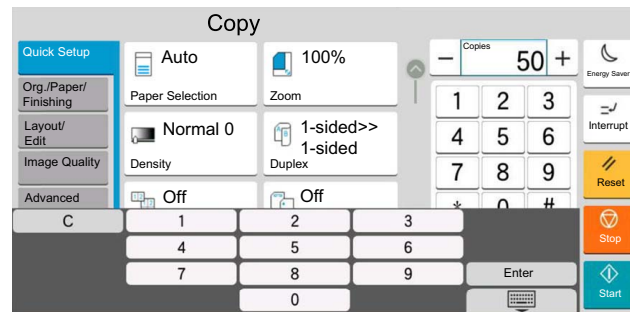 Copy
Quick Setup
Org./Paper/
Finishing
Layout/
Edit
Image Quality
Advanced
Auto
Paper Selection
100%
Zoom
Normal 0
Density
1-sided>>
1-sided
Duplex
Off
Off
Copies
− 50 +
1 2 3
4 5 6
7 8 9
* 0 #
Energy Saver
Interrupt
Reset
Stop
Start
C 1 2 3
4 5 6
7 8 9
0
Enter